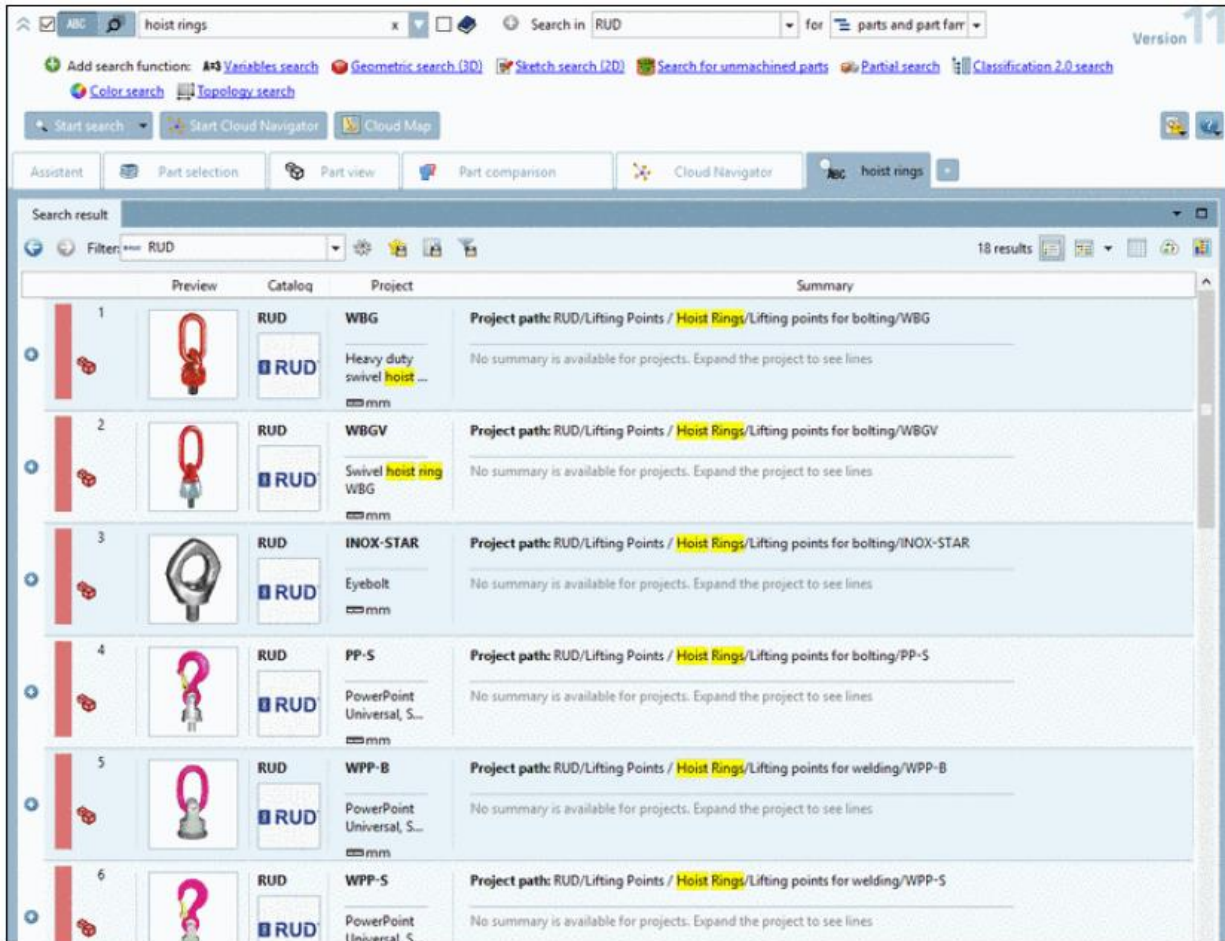 ABC hoist rings x Search in RUD for parts and part farr
Version 11
Add search function: A=3 Variables search Geometric search (3D) Sketch search (2D) Search for unmachined parts Partial search Classification 2.0 search
Color search Topology search
Start search Start Cloud Navigator Cloud Map
Assistant Part selection Part view Part comparison Cloud Navigator ABC hoist rings
Search result
Filter: RUD 18 results
Preview Catalog Project Summary
1 RUD WBG Project path: RUD/Lifting Points / Hoist Rings/Lifting points for bolting/WBG
RUD Heavy duty No summary is available for projects. Expand the project to see lines
swivel hoist ...
mm
2 RUD WBGV Project path: RUD/Lifting Points / Hoist Rings/Lifting points for bolting/WBGV
RUD Swivel hoist ring No summary is available for projects. Expand the project to see lines
WBG
mm
3 RUD INOX-STAR Project path: RUD/Lifting Points / Hoist Rings/Lifting points for bolting/INOX-STAR
RUD Eyebolt No summary is available for projects. Expand the project to see lines
mm
4 RUD PP-S Project path: RUD/Lifting Points / Hoist Rings/Lifting points for bolting/PP-S
RUD PowerPoint No summary is available for projects. Expand the project to see lines
Universal, S...
mm
5 RUD WPP-B Project path: RUD/Lifting Points / Hoist Rings/Lifting points for welding/WPP-B
RUD PowerPoint No summary is available for projects. Expand the project to see lines
Universal, S...
mm
6 RUD WPP-S Project path: RUD/Lifting Points / Hoist Rings/Lifting points for welding/WPP-S
RUD PowerPoint No summary is available for projects. Expand the project to see lines
Universal, S...